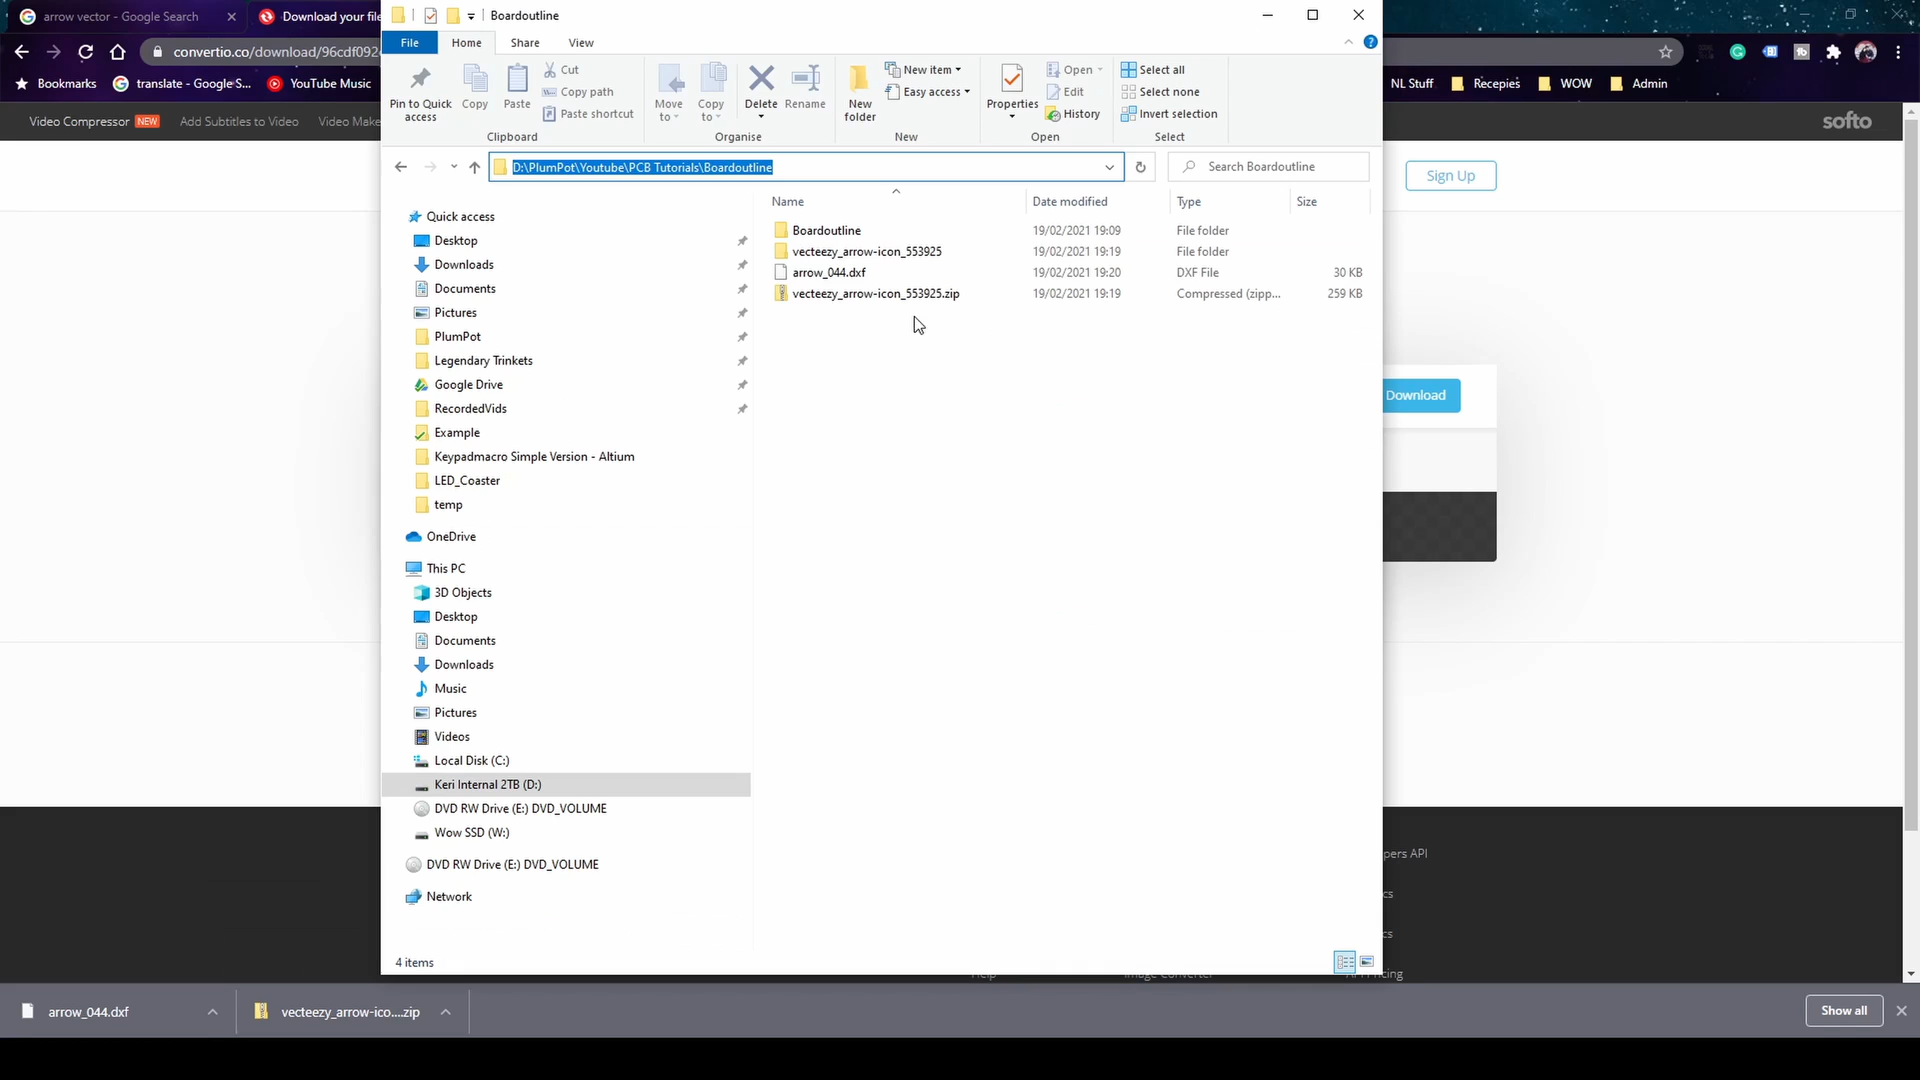 arrow vector - Google Search
Download your file
Boardoutline
File
Home
Share
View
convertio.co/download/96cdf092
Bookmarks
translate - Google S...
YouTube Music
NL Stuff
Recepies
WOW
Admin
Pin to Quick access
Copy
Paste
Cut
Copy path
Paste shortcut
Clipboard
Move to
Copy to
Delete
Rename
Organise
New folder
New item
Easy access
New
Properties
Open
Edit
History
Open
Select all
Select none
Invert selection
Select
Video Compressor NEW
Add Subtitles to Video
Video Make
softo
D:\PlumPot\Youtube\PCB Tutorials\Boardoutline
Search Boardoutline
Sign Up
Name
Date modified
Type
Size
Boardoutline 19/02/2021 19:09 File folder
vecteezy_arrow-icon_553925 19/02/2021 19:19 File folder
arrow_044.dxf 19/02/2021 19:20 DXF File 30 KB
vecteezy_arrow-icon_553925.zip 19/02/2021 19:19 Compressed (zipp... 259 KB
Quick access
Desktop
Downloads
Documents
Pictures
PlumPot
Legendary Trinkets
Google Drive
RecordedVids
Example
Keypadmacro Simple Version - Altium
LED_Coaster
temp
OneDrive
This PC
3D Objects
Desktop
Documents
Downloads
Music
Pictures
Videos
Local Disk (C:)
Keri Internal 2TB (D:)
DVD RW Drive (E:) DVD_VOLUME
Wow SSD (W:)
DVD RW Drive (E:) DVD_VOLUME
Network
Download
pers API
cs
cs
4 items
arrow_044.dxf
vecteezy_arrow-ico....zip
Show all